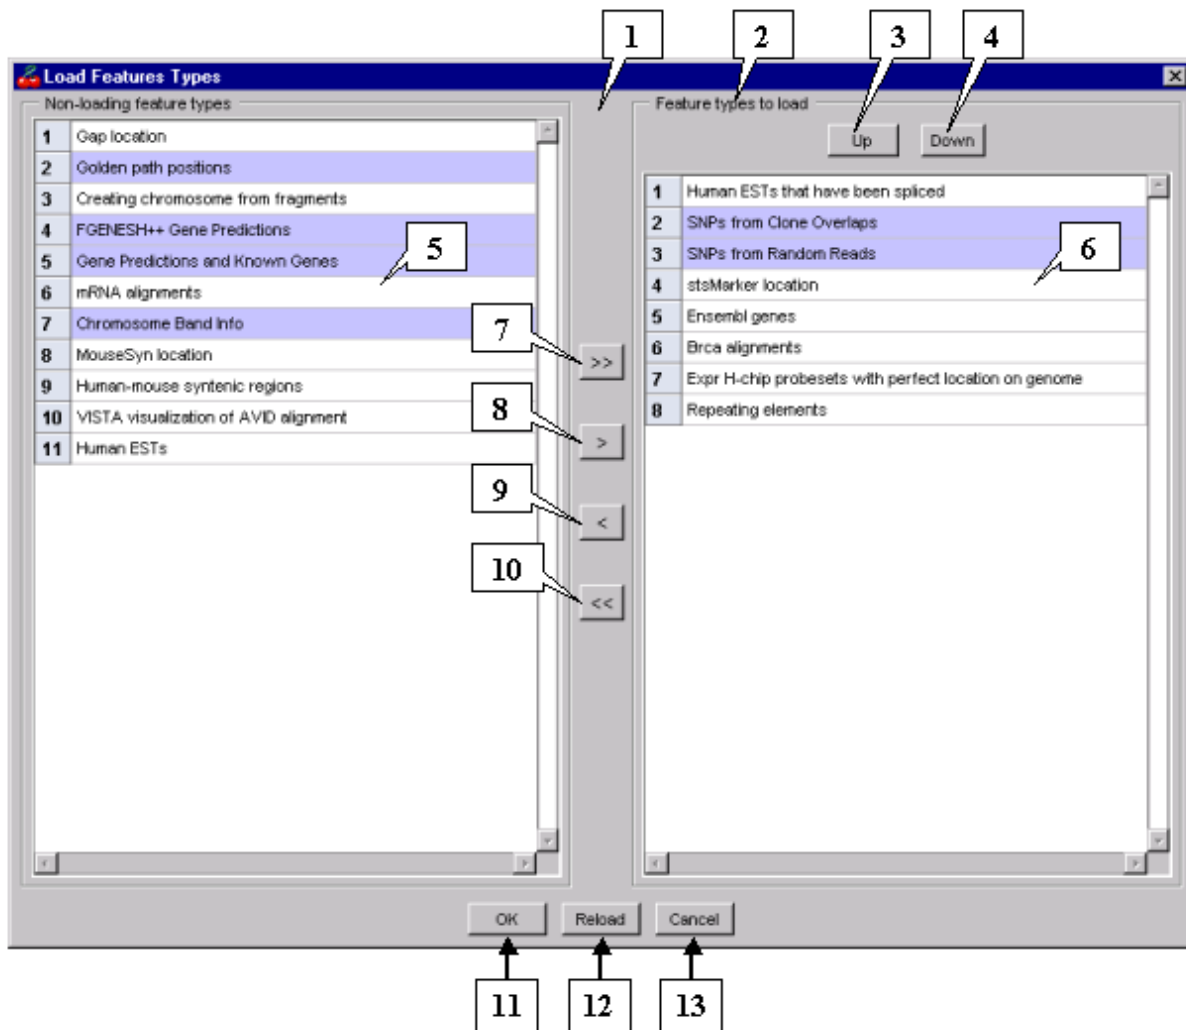 1 2 3 4
Load Features Types
Non-loading feature types
1 Gap location
2 Golden path positions
3 Creating chromosome from fragments
4 FGENESH++ Gene Predictions
5 Gene Predictions and Known Genes
6 mRNA alignments
7 Chromosome Band Info
8 MouseSyn location
9 Human-mouse syntenic regions
10 VISTA visualization of AVID alignment
11 Human ESTs
5
7
>>
8
>
9
<
10
<<
Feature types to load
Up Down
1 Human ESTs that have been spliced
2 SNPs from Clone Overlaps
3 SNPs from Random Reads
4 stsMarker location
5 Ensembl genes
6 Brca alignments
7 Expr H-chip probesets with perfect location on genome
8 Repeating elements
6
OK Reload Cancel
11 12 13